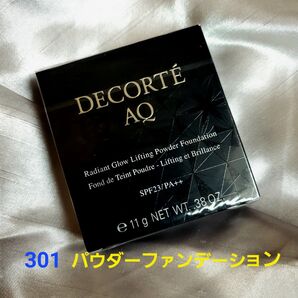 DECORTÉ
AQ
Radiant Glow Lifting Powder Foundation
Fond de Teint Poudre - Lifting et Brillance
SPF23/PA++
℮ 11 g NET WT. .38 OZ.
301 パウダーファンデーション